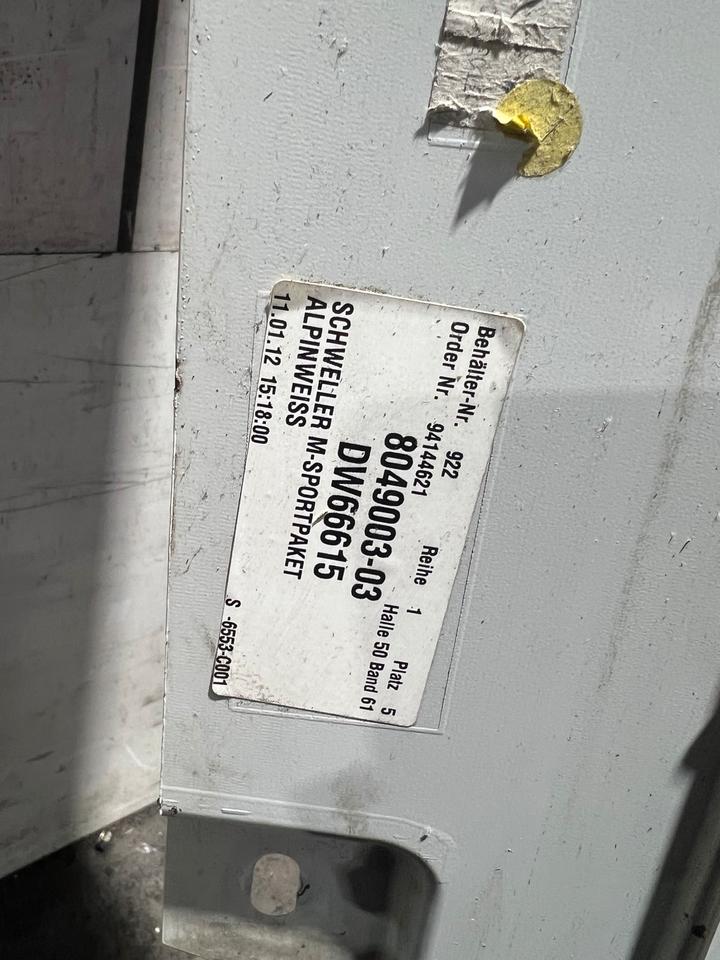 Behälter-Nr. 922
Order Nr. 94144621 Reihe 1 Platz 5
8049003-03 Halle 50 Band 61
DW66615
SCHWELLER M-SPORTPAKET
ALPINWEISS
11.01.12 15:18:00 S -6553-C001